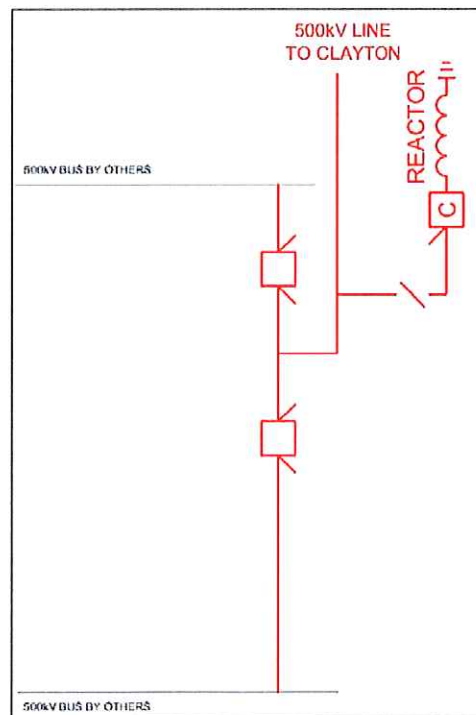 500kV LINE
TO CLAYTON
REACTOR
500kV BUS BY OTHERS
C
500kV BUS BY OTHERS